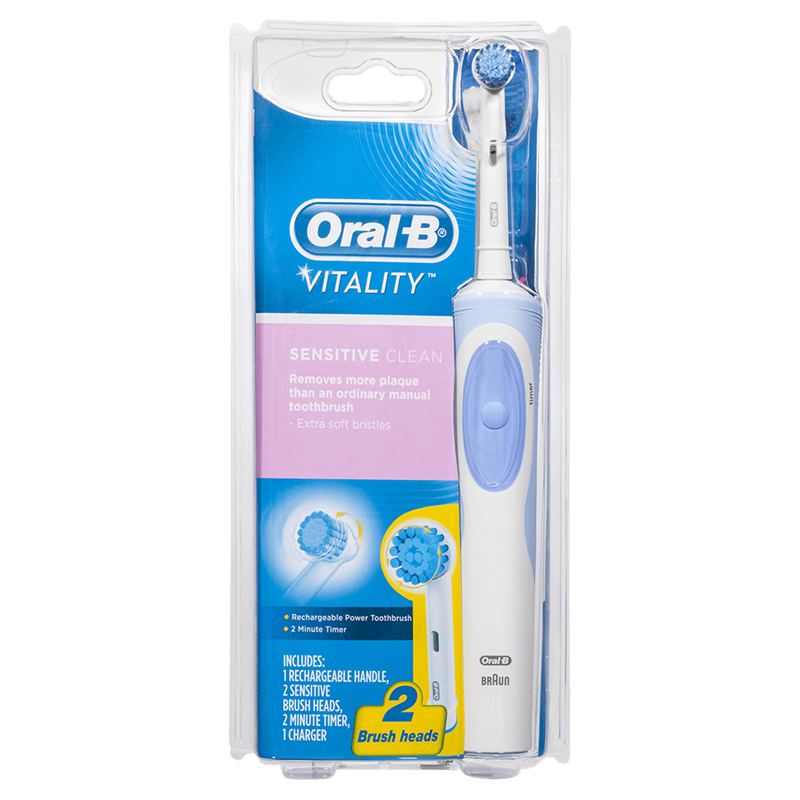 Oral-B®
VITALITY™
SENSITIVE CLEAN
Removes more plaque
than an ordinary manual
toothbrush
- Extra soft bristles
• Rechargeable Power Toothbrush
• 2 Minute Timer
INCLUDES:
1 RECHARGEABLE HANDLE,
2 SENSITIVE
BRUSH HEADS,
2 MINUTE TIMER,
1 CHARGER
2
Brush heads
Oral-B
Oral-B
timer
Oral-B
BRAUN